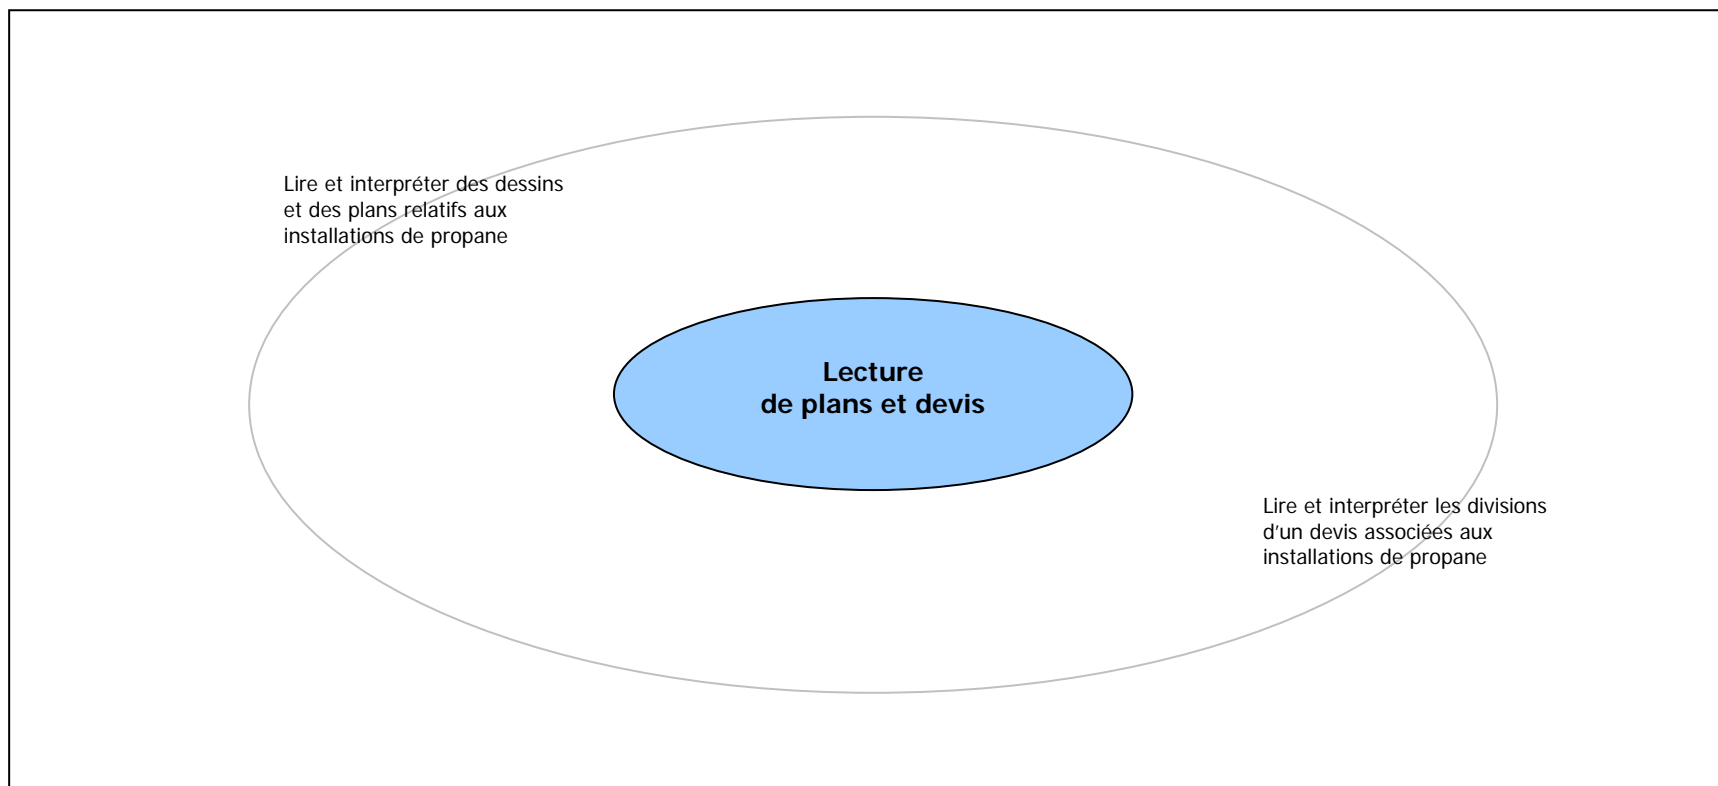 Lire et interpréter des dessins
et des plans relatifs aux
installations de propane
Lecture
de plans et devis
Lire et interpréter les divisions
d'un devis associées aux
installations de propane